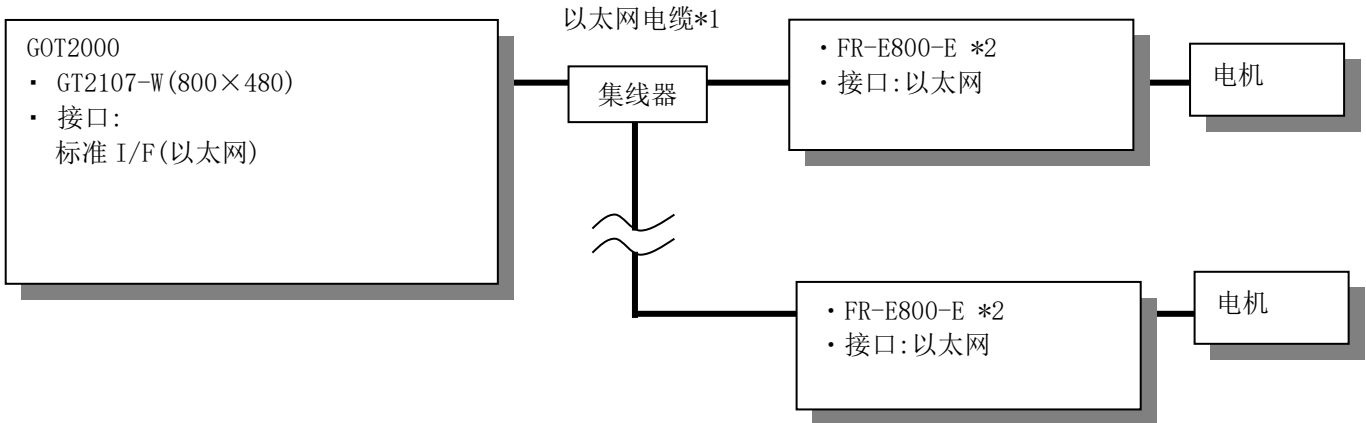 以太网电缆*1
GOT2000
・ GT2107-W(800×480)
・ 接口:
标准 I/F(以太网)
集线器
・FR-E800-E *2
・接口:以太网
电机
・FR-E800-E *2
・接口:以太网
电机